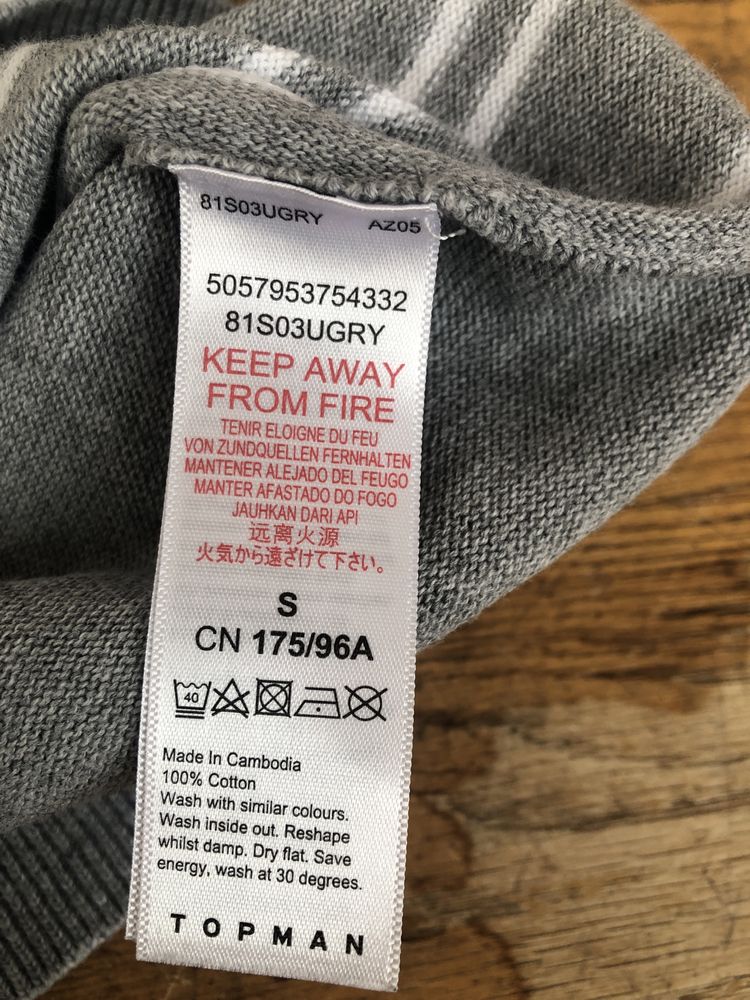 81S03UGRY AZ05
5057953754332
81S03UGRY
KEEP AWAY
FROM FIRE
TENIR ELOIGNE DU FEU
VON ZUNDQUELLEN FERNHALTEN
MANTENER ALEJADO DEL FEUGO
MANTER AFASTADO DO FOGO
JAUHKAN DARI API
远离火源
火気から遠ざけて下さい。
S
CN 175/96A
40
Made In Cambodia
100% Cotton
Wash with similar colours.
Wash inside out. Reshape
whilst damp. Dry flat. Save
energy, wash at 30 degrees.
TOPMAN